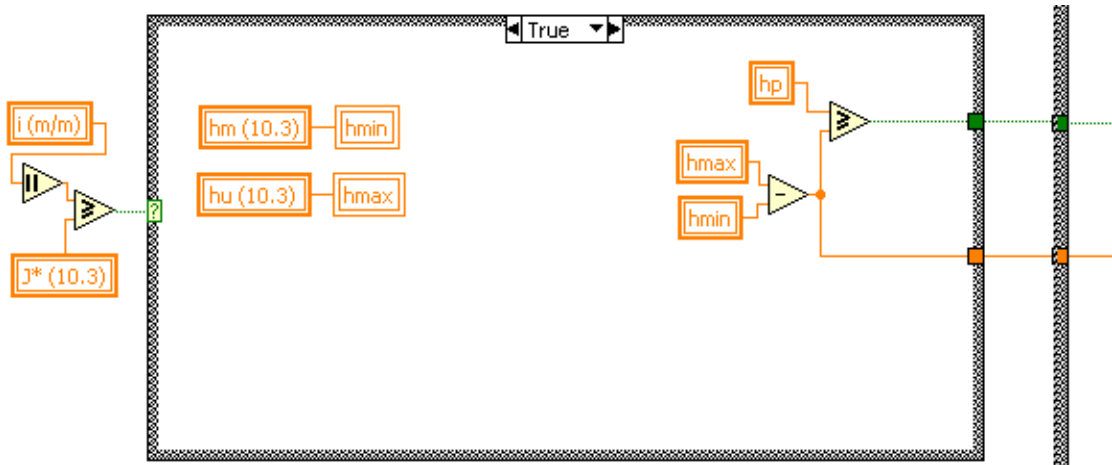 True
i (m/m)
J* (10.3)
?
hm (10.3)
hmin
hu (10.3)
hmax
hp
hmax
hmin